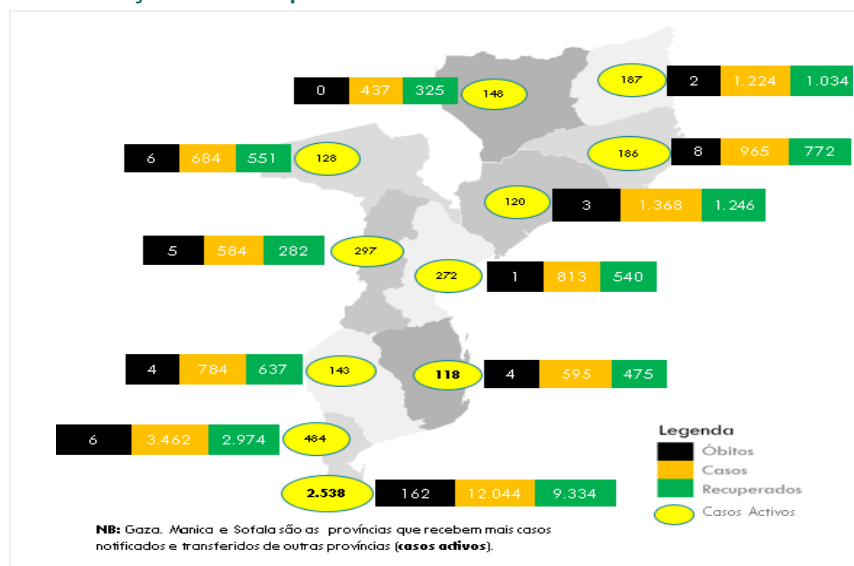 0 437 325 148
187 2 1.224 1.034
6 684 551 128
186 8 965 772
120 3 1.368 1.246
5 584 282 297
272 1 813 540
4 784 637 143
118 4 595 475
6 3.462 2.974 484
2.538 162 12.044 9.334
Legenda
Óbitos
Casos
Recuperados
Casos Activos
NB: Gaza. Manica e Sofala são as províncias que recebem mais casos
notificados e transferidos de outras províncias (casos activos).